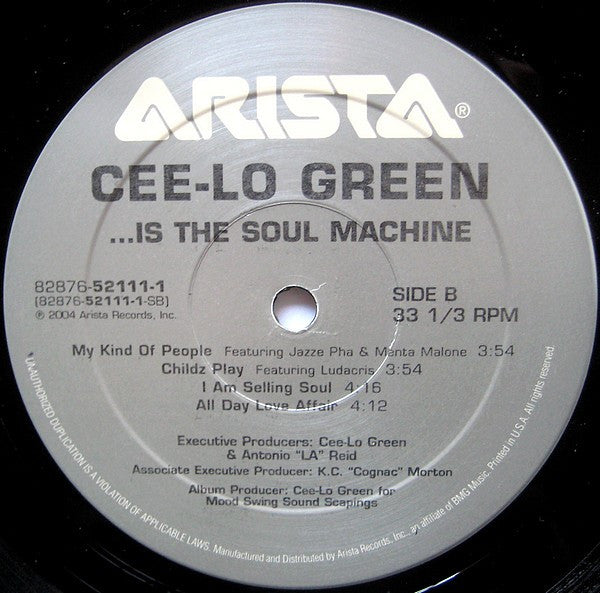 ARISTA®
CEE-LO GREEN
...IS THE SOUL MACHINE
82876-52111-1
(82876-52111-1-SB)
℗ 2004 Arista Records, Inc.
SIDE B
33 1/3 RPM
My Kind Of People Featuring Jazze Pha & Menta Malone 3:54
Childz Play Featuring Ludacris 3:54
I Am Selling Soul 4:16
All Day Love Affair 4:12
Executive Producers: Cee-Lo Green
& Antonio "LA" Reid
Associate Executive Producer: K.C. "Cognac" Morton
Album Producer: Cee-Lo Green for
Mood Swing Sound Scapings
UNAUTHORIZED DUPLICATION IS A VIOLATION OF APPLICABLE LAWS. Manufactured and Distributed by Arista Records, Inc., an affiliate of BMG Music. Printed in U.S.A. All rights reserved.